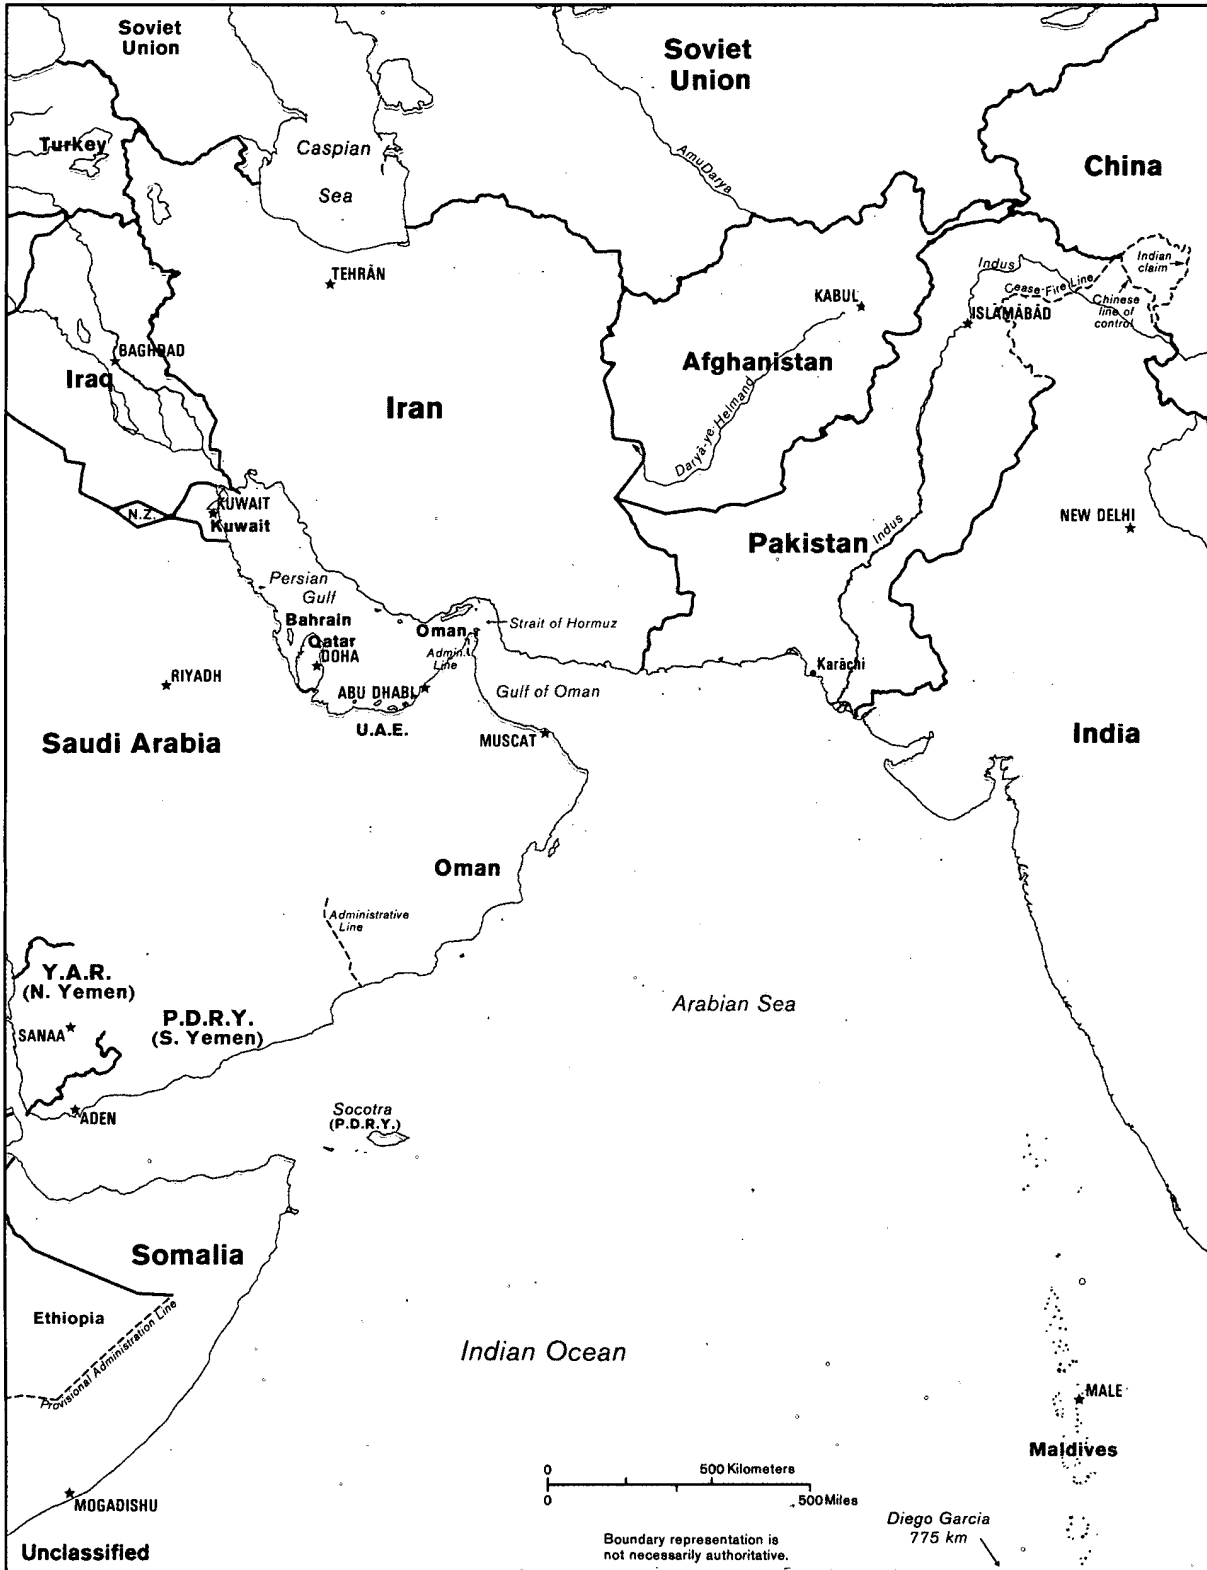 Soviet
Union
Soviet
Union
Turkey
Caspian
Sea
AmuDarya
China
TEHRĀN
Indus
Indian
claim
Cease-Fire Line
Chinese
line of
control
KABUL
ISLĀMĀBĀD
BAGHDAD
Iraq
Afghanistan
Iran
Daryā-ye Helmand
N.Z.
KUWAIT
Kuwait
Pakistan
Indus
NEW DELHI
Persian
Gulf
Bahrain
Qatar
DOHA
Oman
Strait of Hormuz
Admin.
Line
Karāchi
RIYADH
ABU DHABI
Gulf of Oman
U.A.E.
MUSCAT
Saudi Arabia
India
Oman
Administrative
Line
Y.A.R.
(N. Yemen)
SANAA
P.D.R.Y.
(S. Yemen)
Arabian Sea
ADEN
Socotra
(P.D.R.Y.)
Somalia
Ethiopia
Provisional Administration Line
Indian Ocean
MALE
Maldives
0 500 Kilometers
0 500 Miles
MOGADISHU
Diego Garcia
775 km
Boundary representation is
not necessarily authoritative.
Unclassified